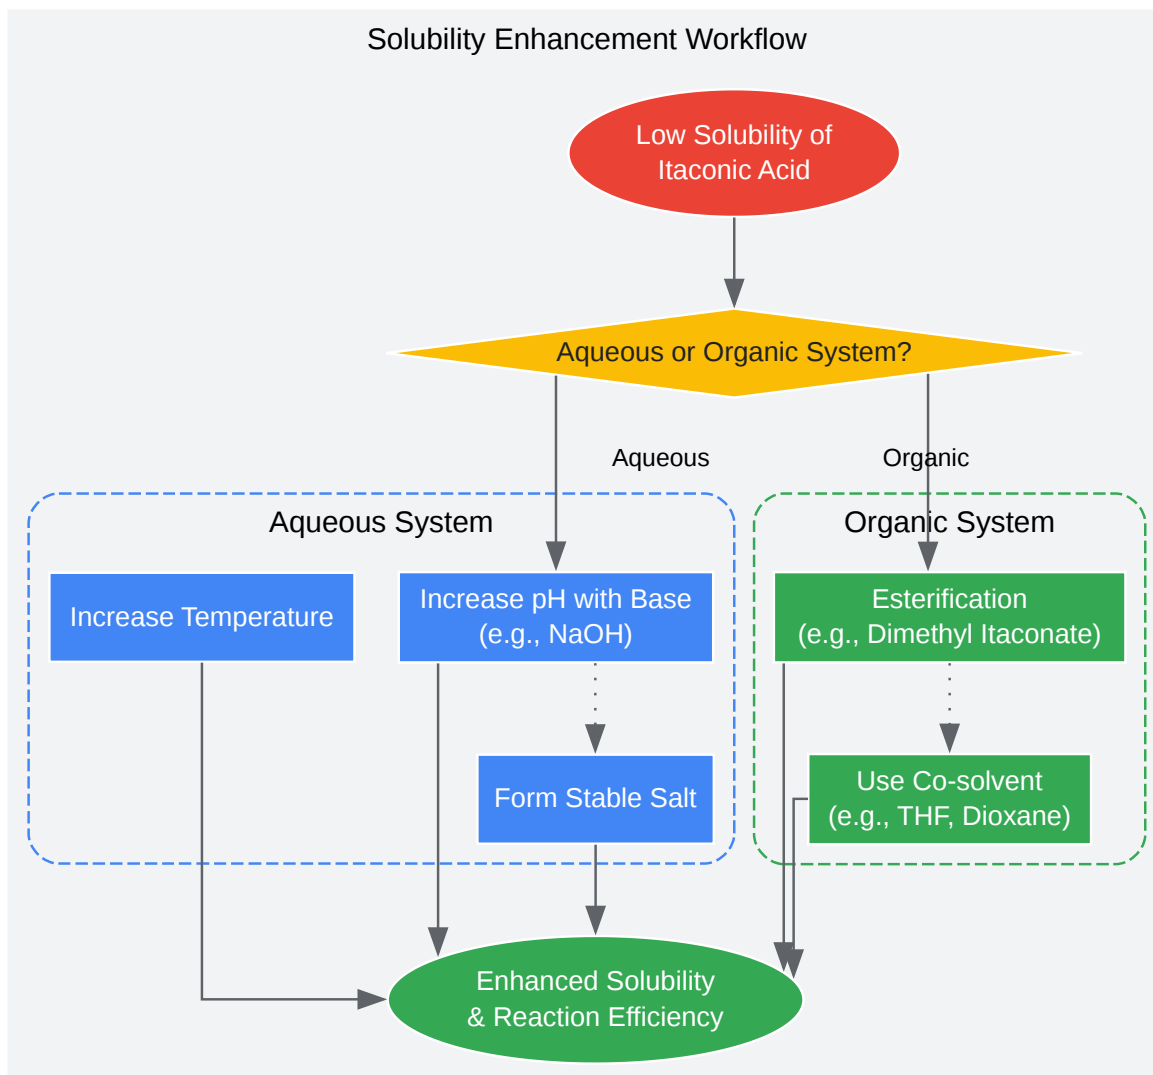 Solubility Enhancement Workflow
Low Solubility of
Itaconic Acid
Aqueous or Organic System?
Aqueous
Organic
Aqueous System
Organic System
Increase Temperature
Increase pH with Base
(e.g., NaOH)
Esterification
(e.g., Dimethyl Itaconate)
Form Stable Salt
Use Co-solvent
(e.g., THF, Dioxane)
Enhanced Solubility
& Reaction Efficiency